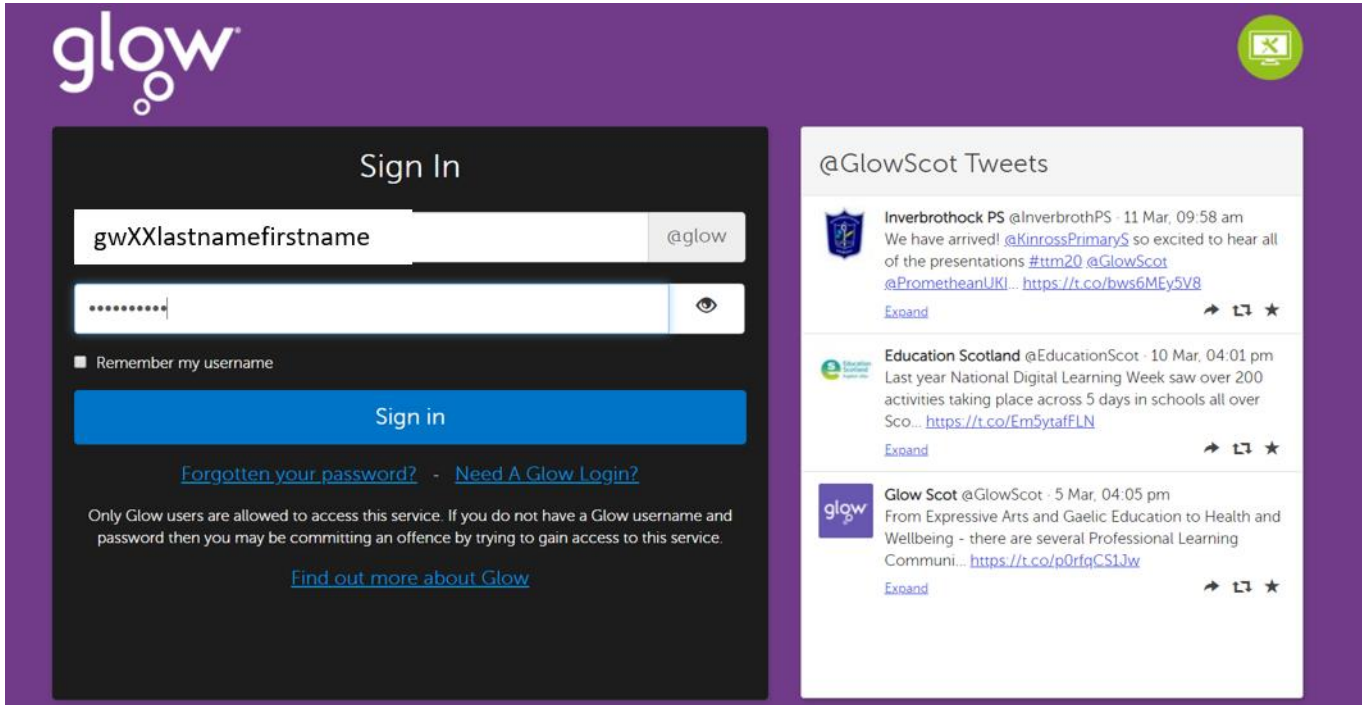 glow
Sign In
gwXXlastnamefirstname
@glow
••••••••••
Remember my username
Sign in
Forgotten your password? - Need A Glow Login?
Only Glow users are allowed to access this service. If you do not have a Glow username and
password then you may be committing an offence by trying to gain access to this service.
Find out more about Glow
@GlowScot Tweets
Inverbrothock PS @InverbrothPS · 11 Mar, 09:58 am
We have arrived! @KinrossPrimaryS so excited to hear all
of the presentations #ttm20 @GlowScot
@PrometheanUKI... https://t.co/bws6MEy5V8
Expand
Education Scotland @EducationScot · 10 Mar, 04:01 pm
Last year National Digital Learning Week saw over 200
activities taking place across 5 days in schools all over
Sco... https://t.co/Em5ytafFLN
Expand
glow
Glow Scot @GlowScot · 5 Mar, 04:05 pm
From Expressive Arts and Gaelic Education to Health and
Wellbeing - there are several Professional Learning
Communi... https://t.co/p0rfqCS1Jw
Expand